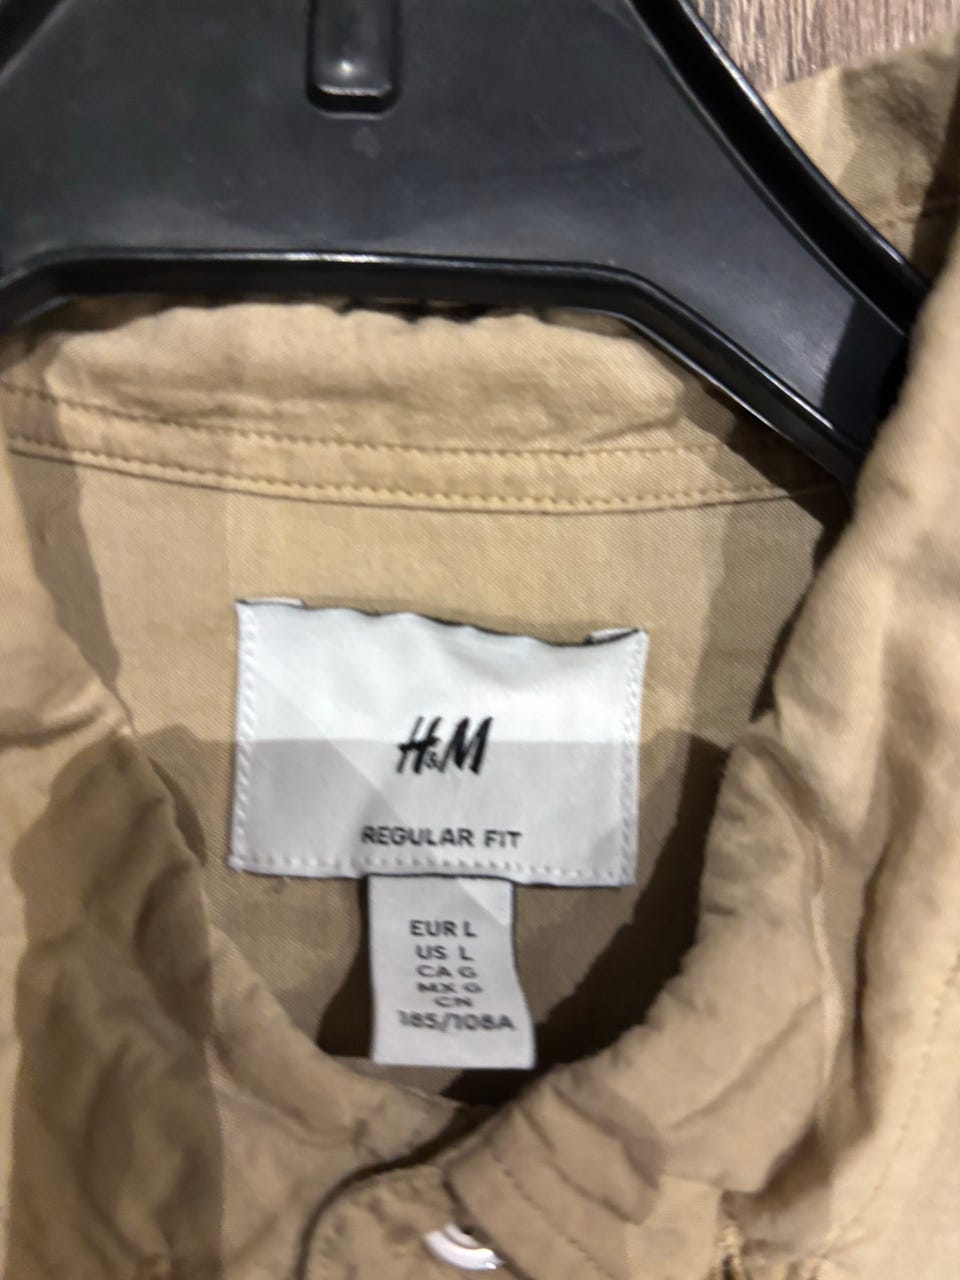 H&M
REGULAR FIT
EUR L
US L
CA G
MX G
CN
185/108A